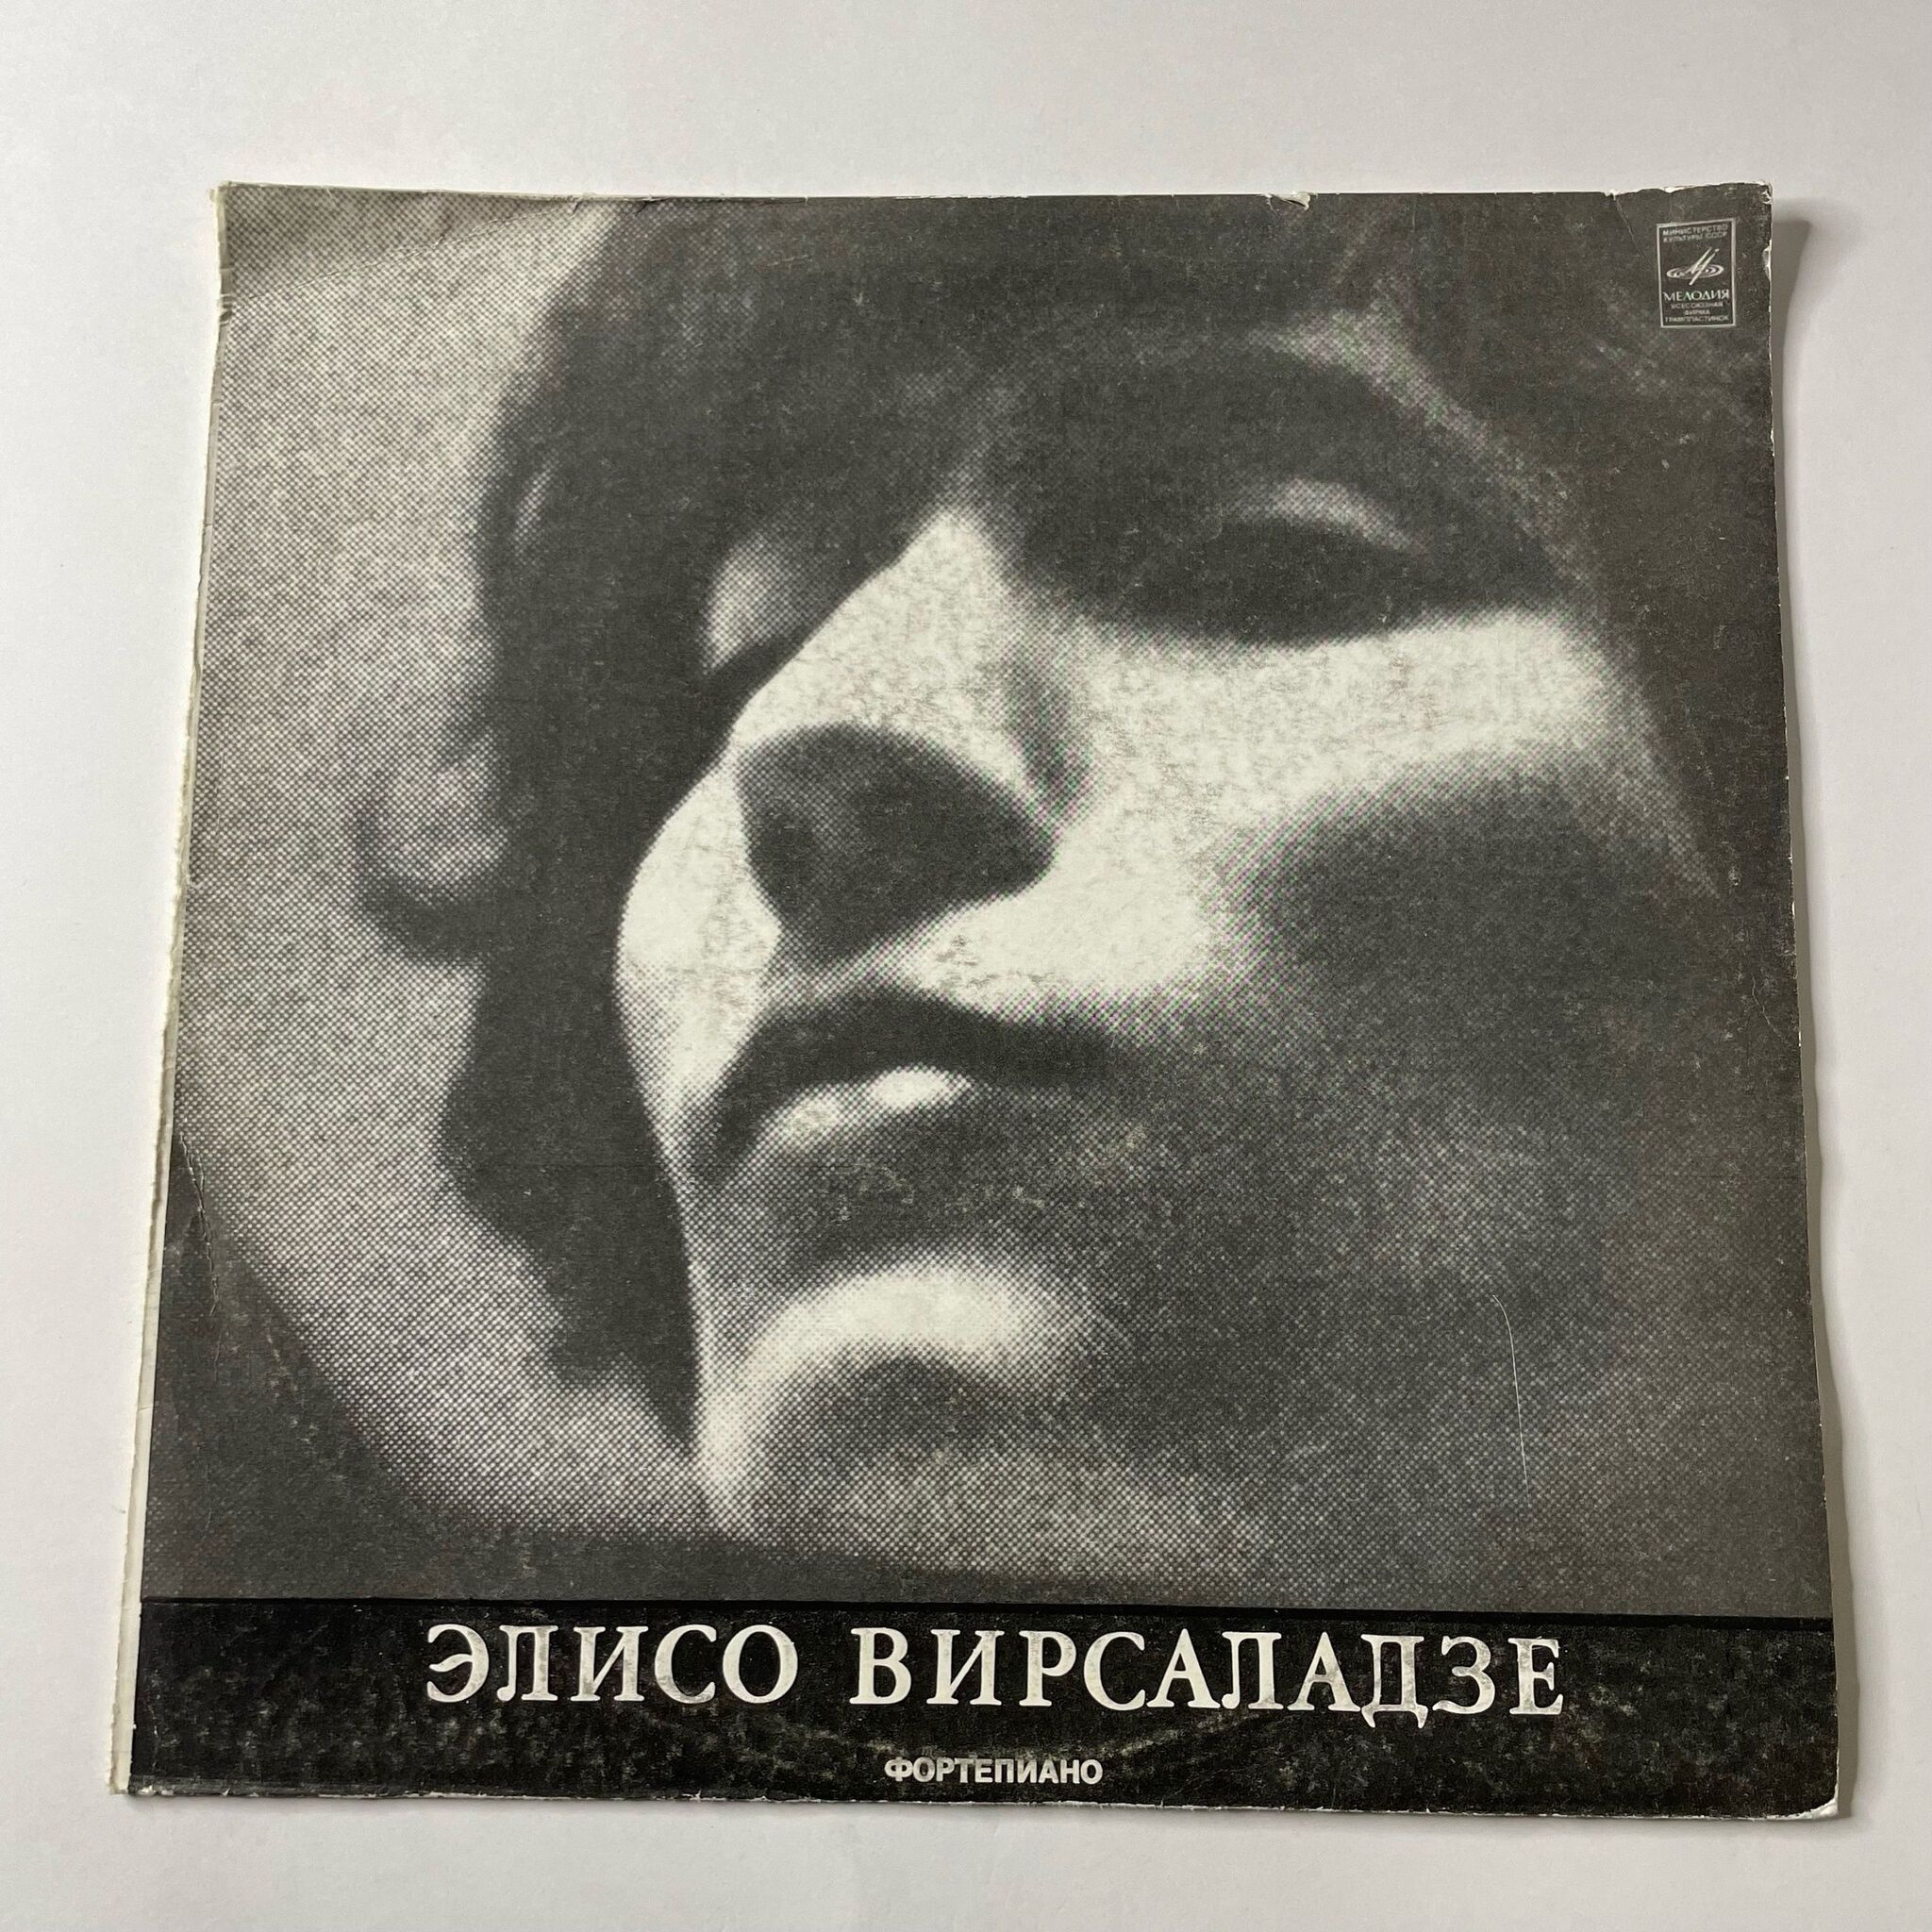 МИНИСТЕРСТВО
КУЛЬТУРЫ СССР
МЕЛОДИЯ
ВСЕСОЮЗНАЯ
ФИРМА
ГРАМПЛАСТИНОК
ЭЛИСО ВИРСАЛАДЗЕ
ФОРТЕПИАНО